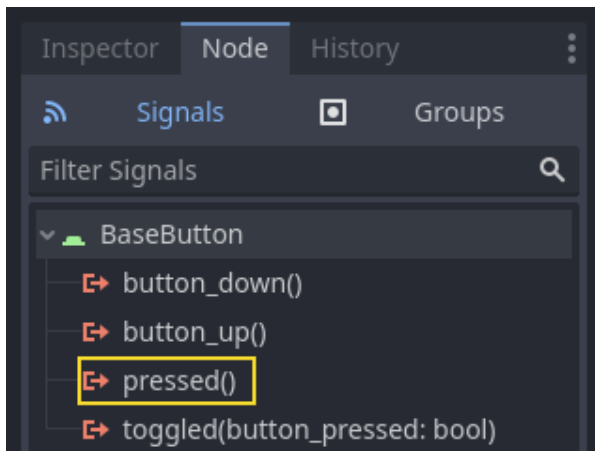 Inspector Node History
Signals Groups
Filter Signals
BaseButton
button_down()
button_up()
pressed()
toggled(button_pressed: bool)